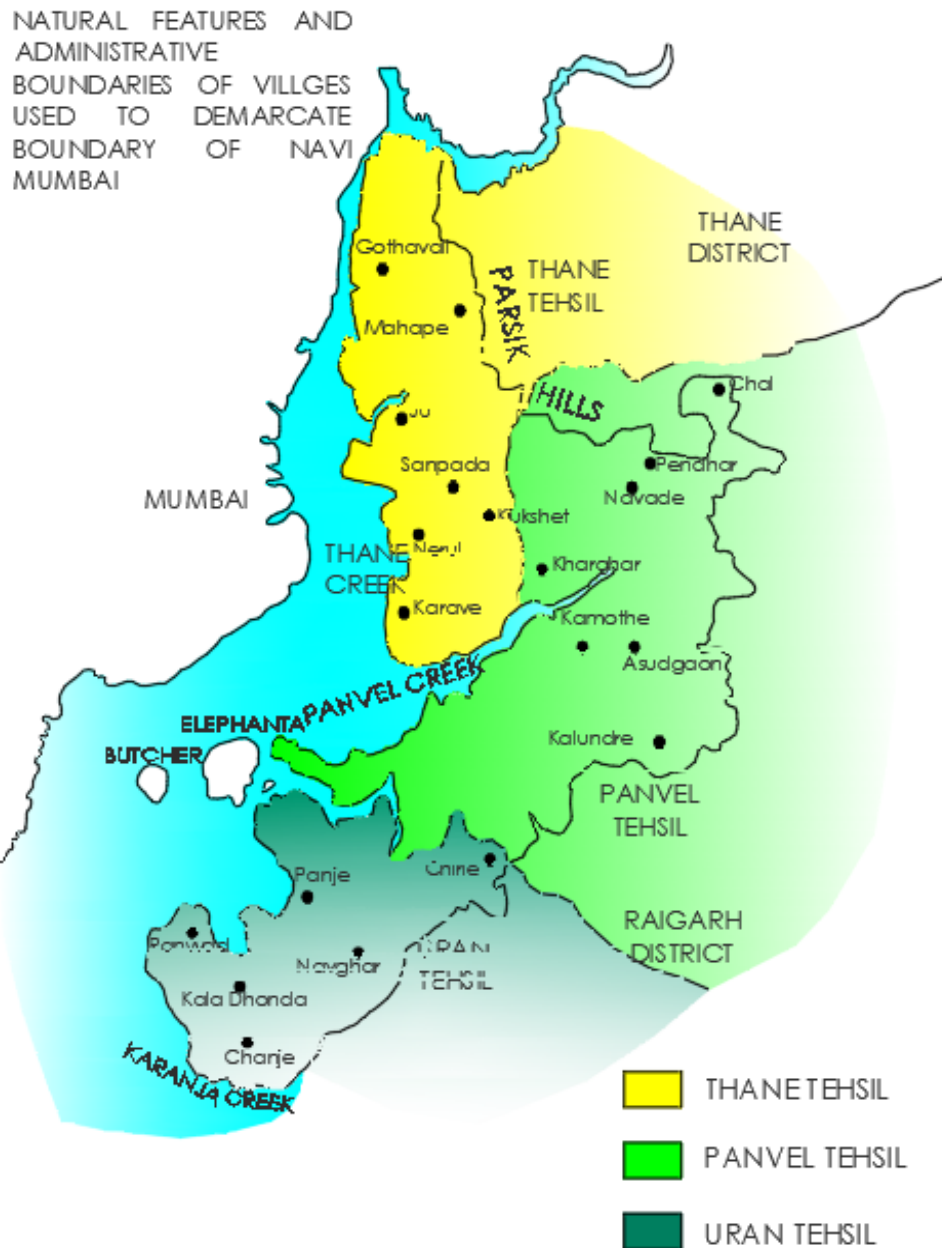 NATURAL FEATURES AND
ADMINISTRATIVE
BOUNDARIES OF VILLGES
USED TO DEMARCATE
BOUNDARY OF NAVI
MUMBAI
THANE
DISTRICT
Gothavali
THANE
TEHSIL
PARSIK
Mahape
HILLS
Chal
Ju
Sanpada
Pendhar
Navade
MUMBAI
Kukshet
Nerul
THANE
CREEK
Kharghar
Karave
Kamothe
Asudgaon
PANVEL CREEK
ELEPHANTA
BUTCHER
Kalundre
PANVEL
TEHSIL
Panje
RAIGARH
DISTRICT
Navghar
URAN
TEHSIL
Kala Dhonda
Chanje
KARANJA CREEK
THANE TEHSIL
PANVEL TEHSIL
URAN TEHSIL